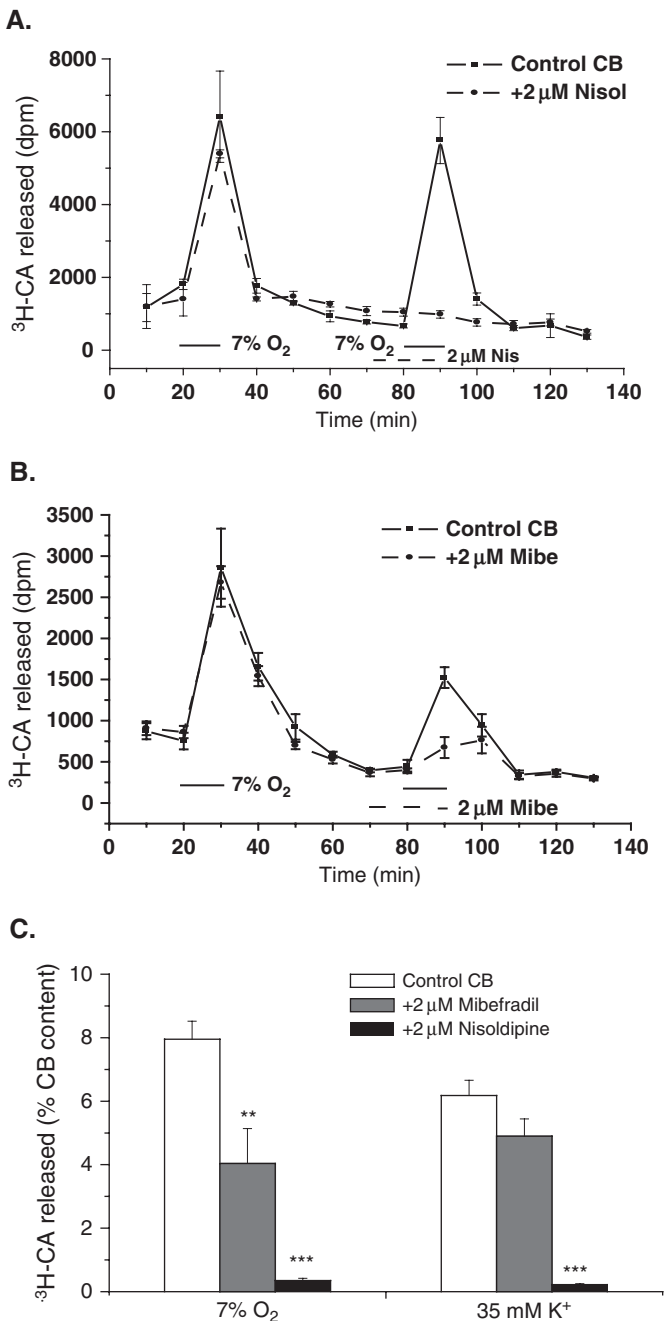 A.
Control CB
+2 μM Nisol
8000
6000
4000
2000
0
³H-CA released (dpm)
7% O₂
7% O₂
2 μM Nis
0 20 40 60 80 100 120 140
Time (min)
B.
Control CB
+2 μM Mibe
3500
3000
2500
2000
1500
1000
500
0
³H-CA released (dpm)
7% O₂
2 μM Mibe
0 20 40 60 80 100 120 140
Time (min)
C.
Control CB
+2 μM Mibefradil
+2 μM Nisoldipine
10
8
6
4
2
0
³H-CA released (% CB content)
**
***
***
7% O₂ 35 mM K⁺